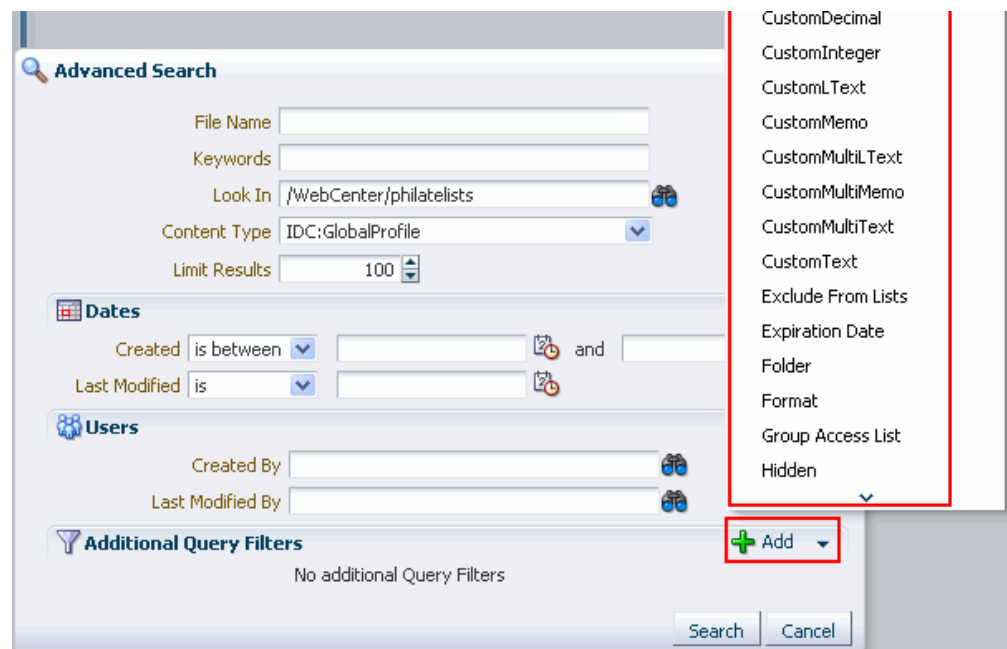 Advanced Search
File Name
Keywords
Look In /WebCenter/philatelists
Content Type IDC:GlobalProfile
Limit Results 100
Dates
Created is between and
Last Modified is
Users
Created By
Last Modified By
Additional Query Filters Add
No additional Query Filters
Search Cancel
CustomDecimal
CustomInteger
CustomLText
CustomMemo
CustomMultiLText
CustomMultiMemo
CustomMultiText
CustomText
Exclude From Lists
Expiration Date
Folder
Format
Group Access List
Hidden